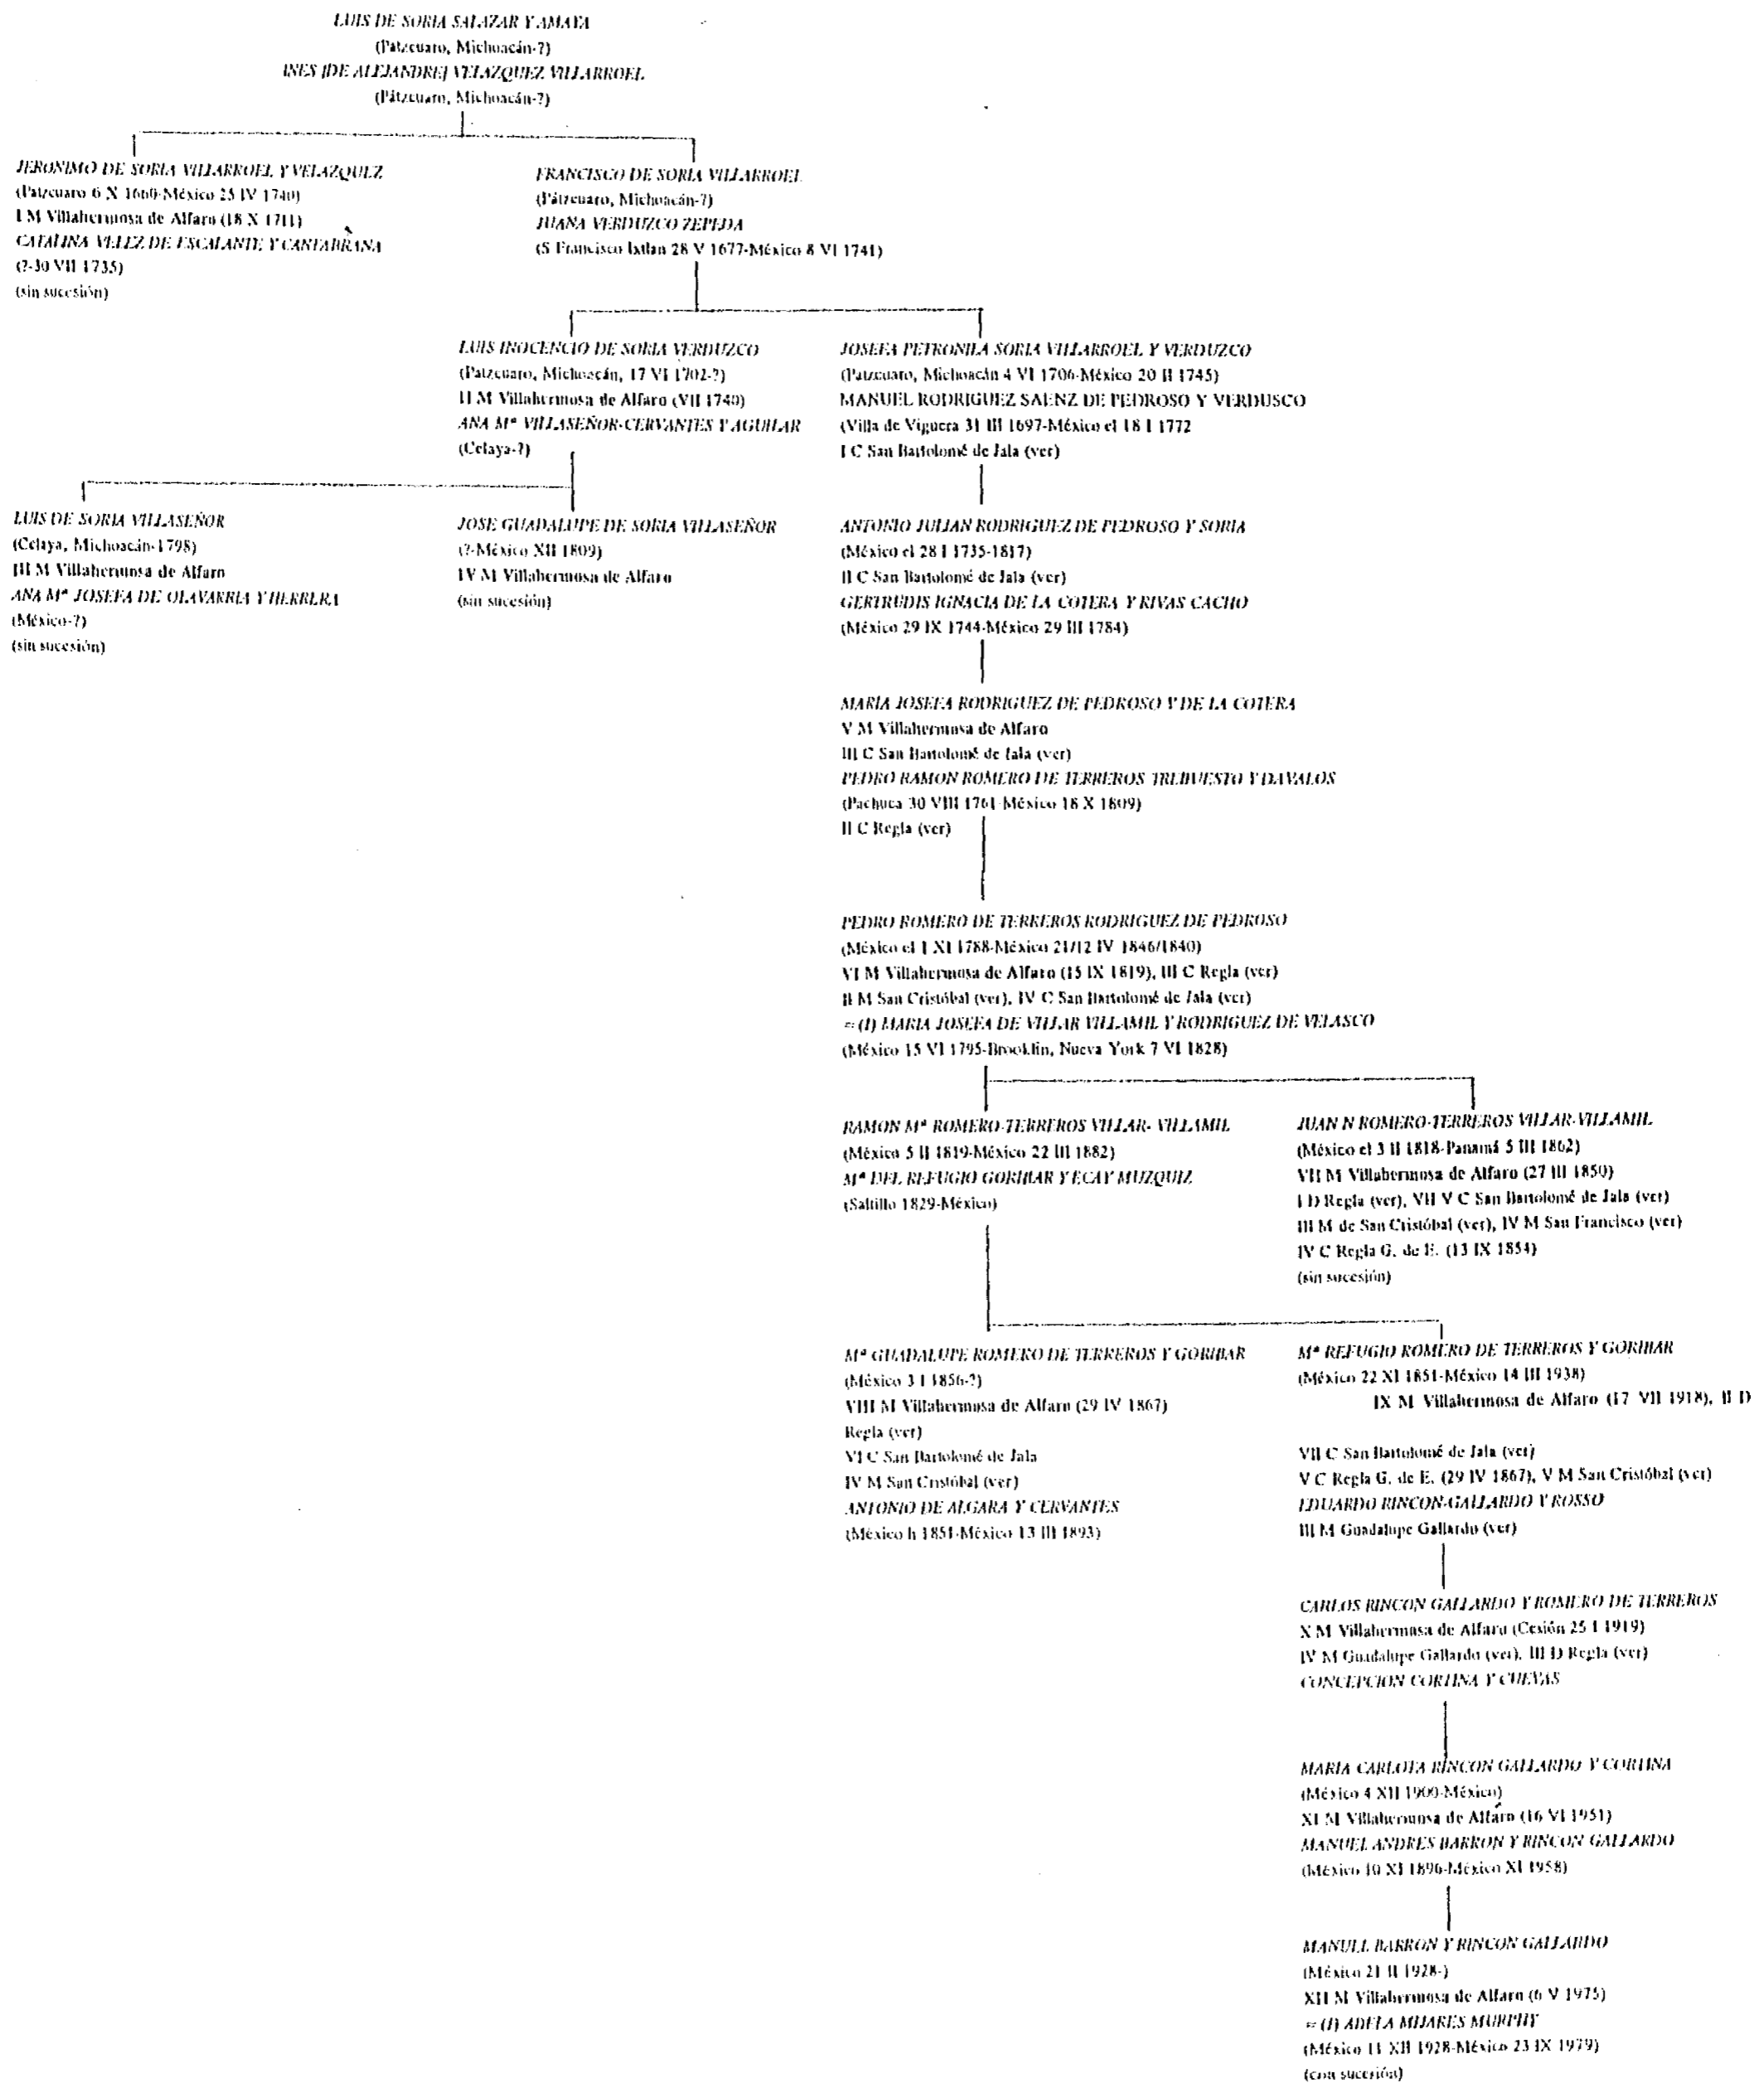 LUIS DE SORIA SALAZAR Y AMAYA
(Pátzcuaro, Michoacán-?)
INES [DE ALEJANDRE] VELAZQUEZ VILLARROEL
(Pátzcuaro, Michoacán-?)
JERONIMO DE SORIA VILLARROEL Y VELAZQUEZ
(Patzcuaro 6 X 1660-México 25 IV 1740)
I M Villahermosa de Alfaro (18 X 1711)
CATALINA VELEZ DE ESCALANTE Y CANTABRANA
(?-30 VII 1735)
(sin sucesión)
FRANCISCO DE SORIA VILLARROEL
(Pátzcuaro, Michoacán-?)
JUANA VERDUZCO ZEPEDA
(S Francisco Ixtlan 28 V 1677-México 8 VI 1741)
LUIS INOCENCIO DE SORIA VERDUZCO
(Patzcuaro, Michoacán, 17 VI 1702-?)
II M Villahermosa de Alfaro (VII 1740)
ANA Mª VILLASEÑOR-CERVANTES Y AGUILAR
(Celaya-?)
JOSEFA PETRONILA SORIA VILLARROEL Y VERDUZCO
(Patzcuaro, Michoacán 4 VI 1706-México 20 II 1745)
MANUEL RODRIGUEZ SAENZ DE PEDROSO Y VERDUSCO
(Villa de Viguera 31 III 1697-México el 18 I 1772
I C San Bartolomé de Jala (ver)
LUIS DE SORIA VILLASEÑOR
(Celaya, Michoacán-1798)
III M Villahermosa de Alfaro
ANA Mª JOSEFA DE OLAVARRIA Y HERRERA
(México-?)
(sin sucesión)
JOSE GUADALUPE DE SORIA VILLASEÑOR
(?-México XII 1809)
IV M Villahermosa de Alfaro
(sin sucesión)
ANTONIO JULIAN RODRIGUEZ DE PEDROSO Y SORIA
(México el 28 I 1735-1817)
II C San Bartolomé de Jala (ver)
GERTRUDIS IGNACIA DE LA COTERA Y RIVAS CACHO
(México 29 IX 1744-México 29 III 1784)
MARIA JOSEFA RODRIGUEZ DE PEDROSO Y DE LA COTERA
V M Villahermosa de Alfaro
III C San Bartolomé de Jala (ver)
PEDRO RAMON ROMERO DE TERREROS TREBUESTO Y DAVALOS
(Pachuca 30 VIII 1761-México 18 X 1809)
II C Regla (ver)
PEDRO ROMERO DE TERREROS RODRIGUEZ DE PEDROSO
(México el 1 XI 1788-México 21/12 IV 1846/1840)
VI M Villahermosa de Alfaro (15 IX 1819), III C Regla (ver)
II M San Cristóbal (ver), IV C San Bartolomé de Jala (ver)
= (I) MARIA JOSEFA DE VILLAR VILLAMIL Y RODRIGUEZ DE VELASCO
(México 15 VI 1795-Brooklin, Nueva York 7 VI 1828)
RAMON Mª ROMERO-TERREROS VILLAR- VILLAMIL
(México 5 II 1819-México 22 III 1882)
Mª DEL REFUGIO GORIBAR Y ECAY MUZQUIZ
(Saltillo 1829-México)
JUAN N ROMERO-TERREROS VILLAR-VILLAMIL
(México el 3 II 1818-Panamá 5 III 1862)
VII M Villahermosa de Alfaro (27 III 1850)
I D Regla (ver), VII V C San Bartolomé de Jala (ver)
III M de San Cristóbal (ver), IV M San Francisco (ver)
IV C Regla G. de E. (13 IX 1854)
(sin sucesión)
Mª GUADALUPE ROMERO DE TERREROS Y GORIBAR
(México 3 I 1856-?)
VIII M Villahermosa de Alfaro (29 IV 1867)
Regla (ver)
VI C San Bartolomé de Jala
IV M San Cristóbal (ver)
ANTONIO DE ALGARA Y CERVANTES
(México h 1851-México 13 III 1893)
Mª REFUGIO ROMERO DE TERREROS Y GORIBAR
(México 22 XI 1851-México 14 III 1938)
IX M Villahermosa de Alfaro (17 VII 1918), II D
VII C San Bartolomé de Jala (ver)
V C Regla G. de E. (29 IV 1867), V M San Cristóbal (ver)
EDUARDO RINCON-GALLARDO Y ROSSO
III M Guadalupe Gallardo (ver)
CARLOS RINCON GALLARDO Y ROMERO DE TERREROS
X M Villahermosa de Alfaro (Cesión 25 I 1919)
IV M Guadalupe Gallardo (ver), III D Regla (ver)
CONCEPCION CORTINA Y CUEVAS
MARIA CARLOTA RINCON GALLARDO Y CORTINA
(México 4 XII 1900-México)
XI M Villahermosa de Alfaro (16 VI 1951)
MANUEL ANDRES BARRON Y RINCON GALLARDO
(México 10 XI 1896-México XI 1958)
MANUEL BARRON Y RINCON GALLARDO
(México 21 II 1928-)
XII M Villahermosa de Alfaro (6 V 1975)
= (I) ADELA MIJARES MURPHY
(México 11 XII 1928-México 23 IX 1979)
(con sucesión)